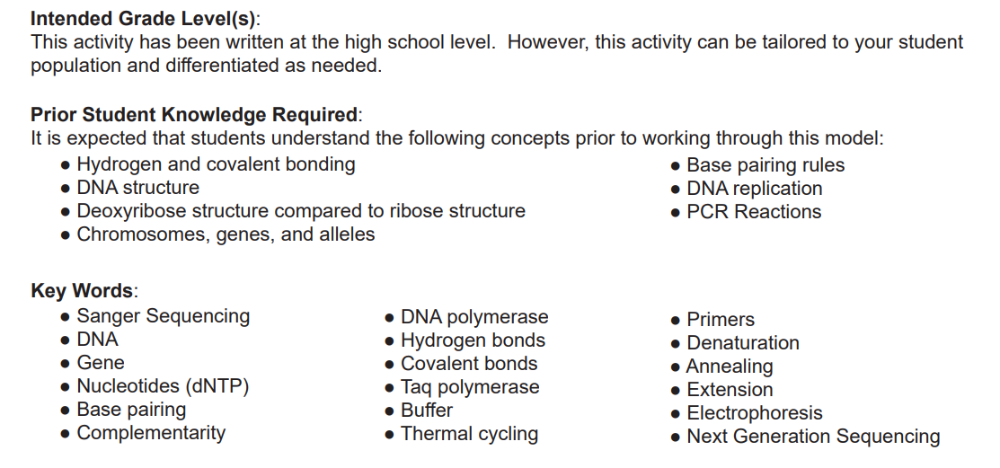 Intended Grade Level(s):
This activity has been written at the high school level.  However, this activity can be tailored to your student
population and differentiated as needed.
Prior Student Knowledge Required:
It is expected that students understand the following concepts prior to working through this model:
● Hydrogen and covalent bonding
● DNA structure
● Deoxyribose structure compared to ribose structure
● Chromosomes, genes, and alleles
● Base pairing rules
● DNA replication
● PCR Reactions
Key Words:
● Sanger Sequencing
● DNA
● Gene
● Nucleotides (dNTP)
● Base pairing
● Complementarity
● DNA polymerase
● Hydrogen bonds
● Covalent bonds
● Taq polymerase
● Buffer
● Thermal cycling
● Primers
● Denaturation
● Annealing
● Extension
● Electrophoresis
● Next Generation Sequencing